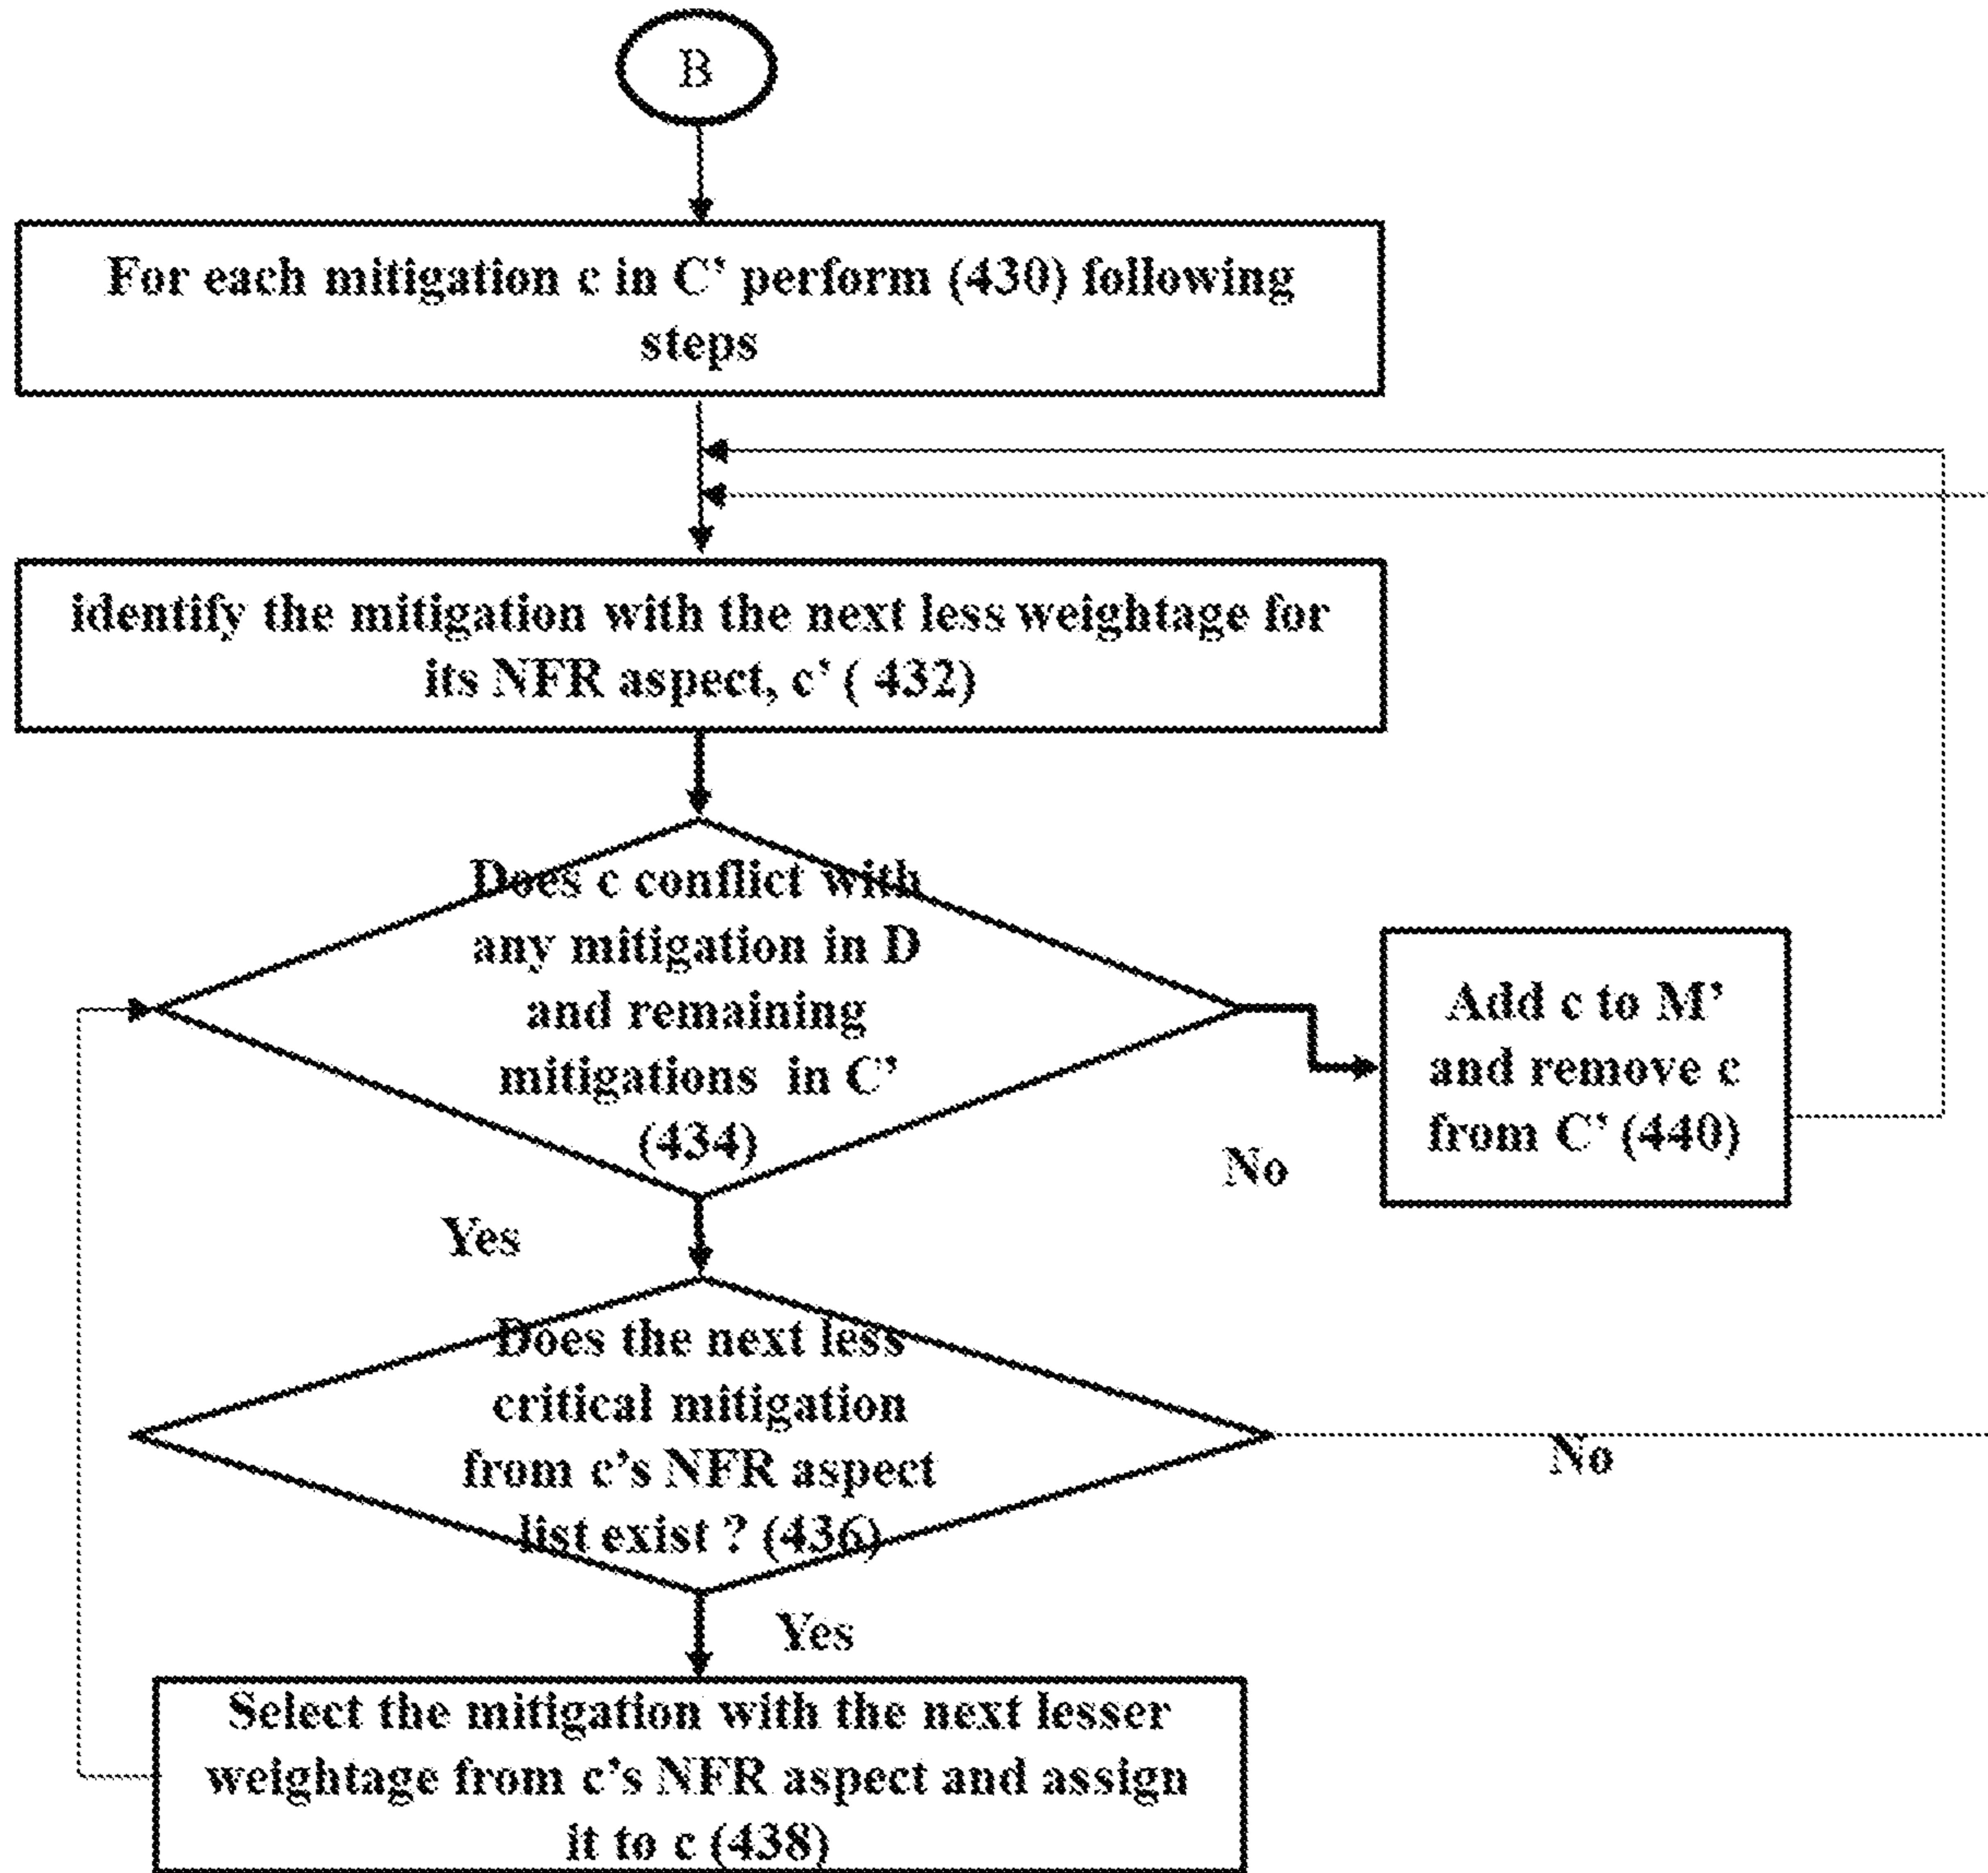 B
For each mitigation c in C' perform (430) following
steps
identify the mitigation with the next less weightage for
its NFR aspect, c' ( 432)
Does c conflict with
any mitigation in D
and remaining
mitigations in C'
(434)
Add c to M'
and remove c
from C' (440)
No
Yes
Does the next less
critical mitigation
from c's NFR aspect
list exist ? (436)
No
Yes
Select the mitigation with the next lesser
weightage from c's NFR aspect and assign
it to c (438)